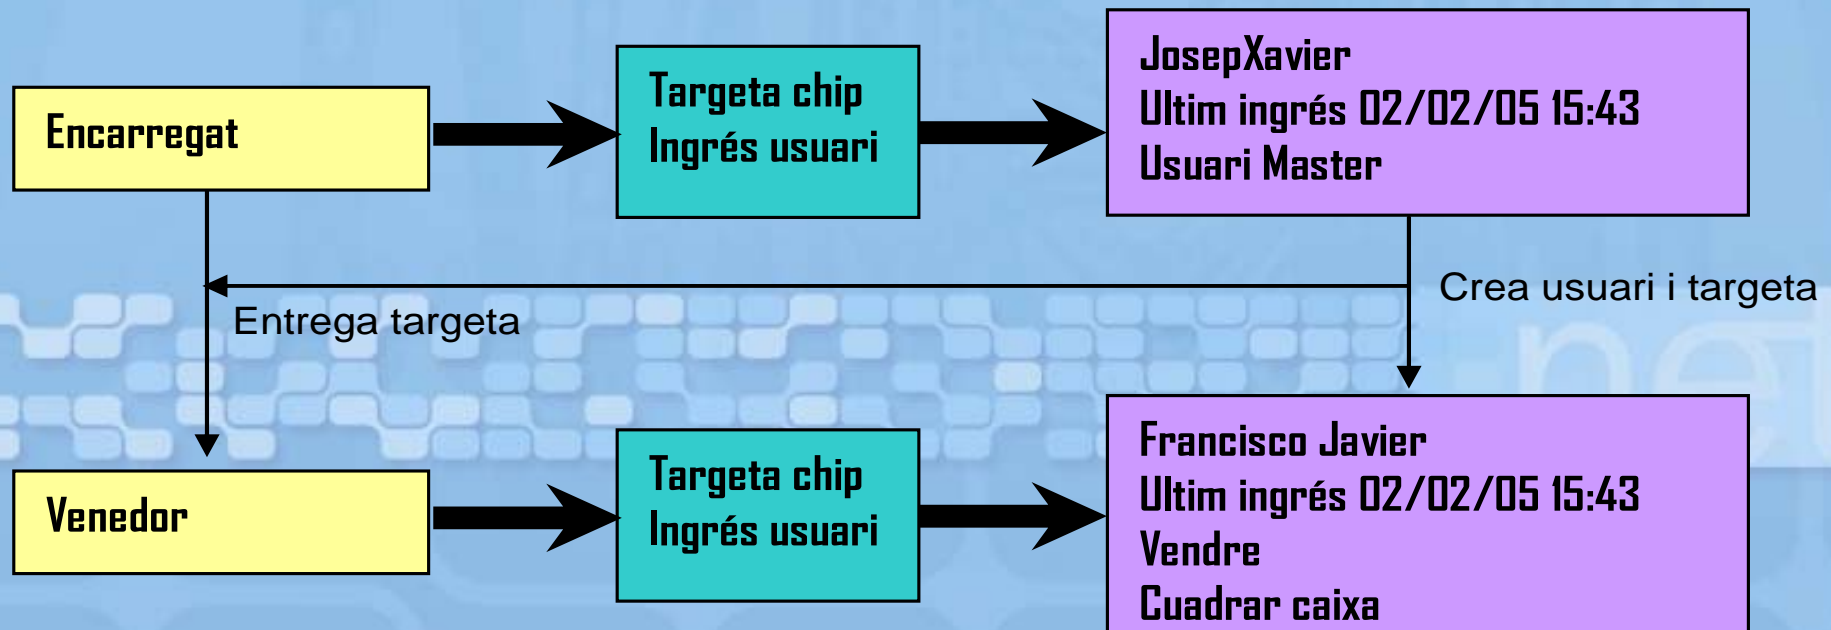 Encarregat
Targeta chip
Ingrés usuari
JosepXavier
Ultim ingrés 02/02/05 15:43
Usuari Master
Crea usuari i targeta
Entrega targeta
Venedor
Targeta chip
Ingrés usuari
Francisco Javier
Ultim ingrés 02/02/05 15:43
Vendre
Cuadrar caixa
net